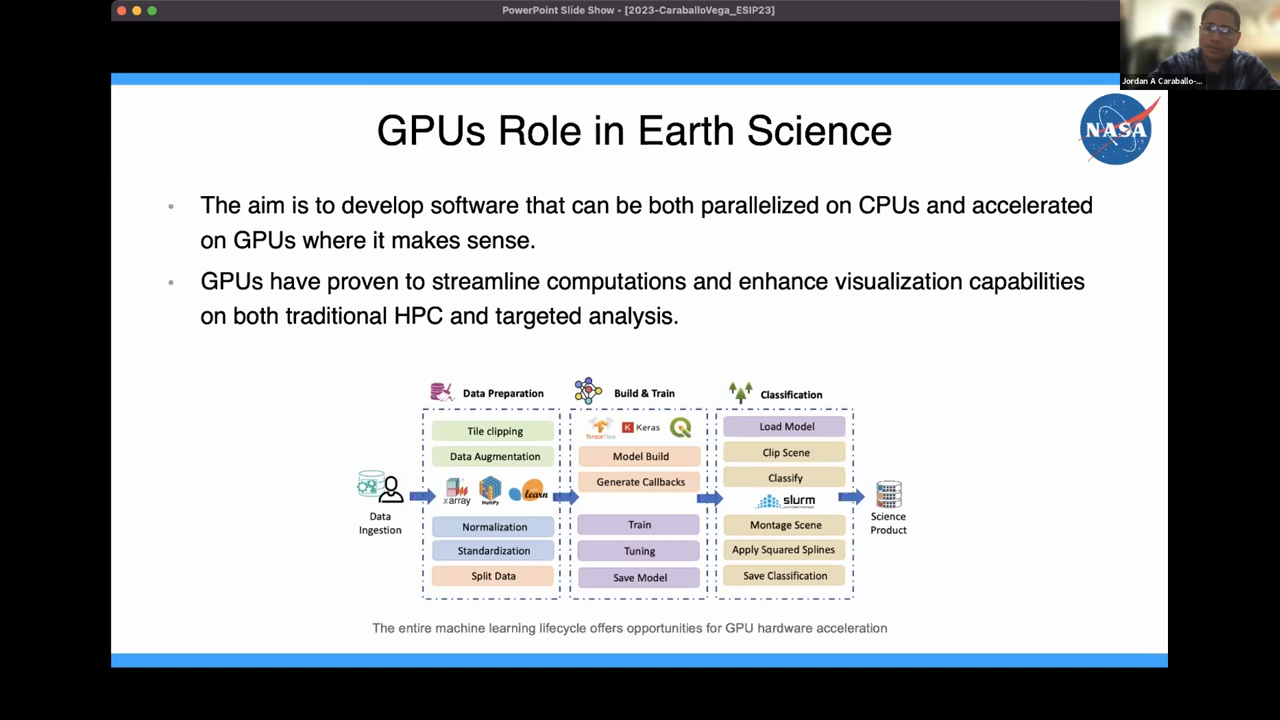 PowerPoint Slide Show - [2023-CaraballoVega_ESIP23]
Jordan A Caraballo-...
GPUs Role in Earth Science
NASA
• The aim is to develop software that can be both parallelized on CPUs and accelerated
on GPUs where it makes sense.
• GPUs have proven to streamline computations and enhance visualization capabilities
on both traditional HPC and targeted analysis.
Data Preparation
Tile clipping
Data Augmentation
xarray
NumPy
learn
Normalization
Standardization
Split Data
Build & Train
TensorFlow
K Keras
Model Build
Generate Callbacks
Train
Tuning
Save Model
Classification
Load Model
Clip Scene
Classify
slurm
Montage Scene
Apply Squared Splines
Save Classification
Data
Ingestion
Science
Product
The entire machine learning lifecycle offers opportunities for GPU hardware acceleration